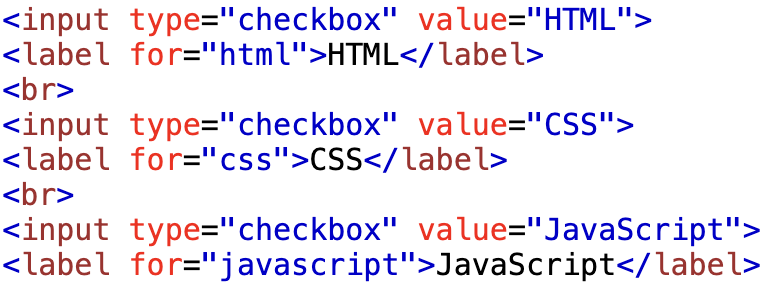 <input type="checkbox" value="HTML">
<label for="html">HTML</label>
<br>
<input type="checkbox" value="CSS">
<label for="css">CSS</label>
<br>
<input type="checkbox" value="JavaScript">
<label for="javascript">JavaScript</label>